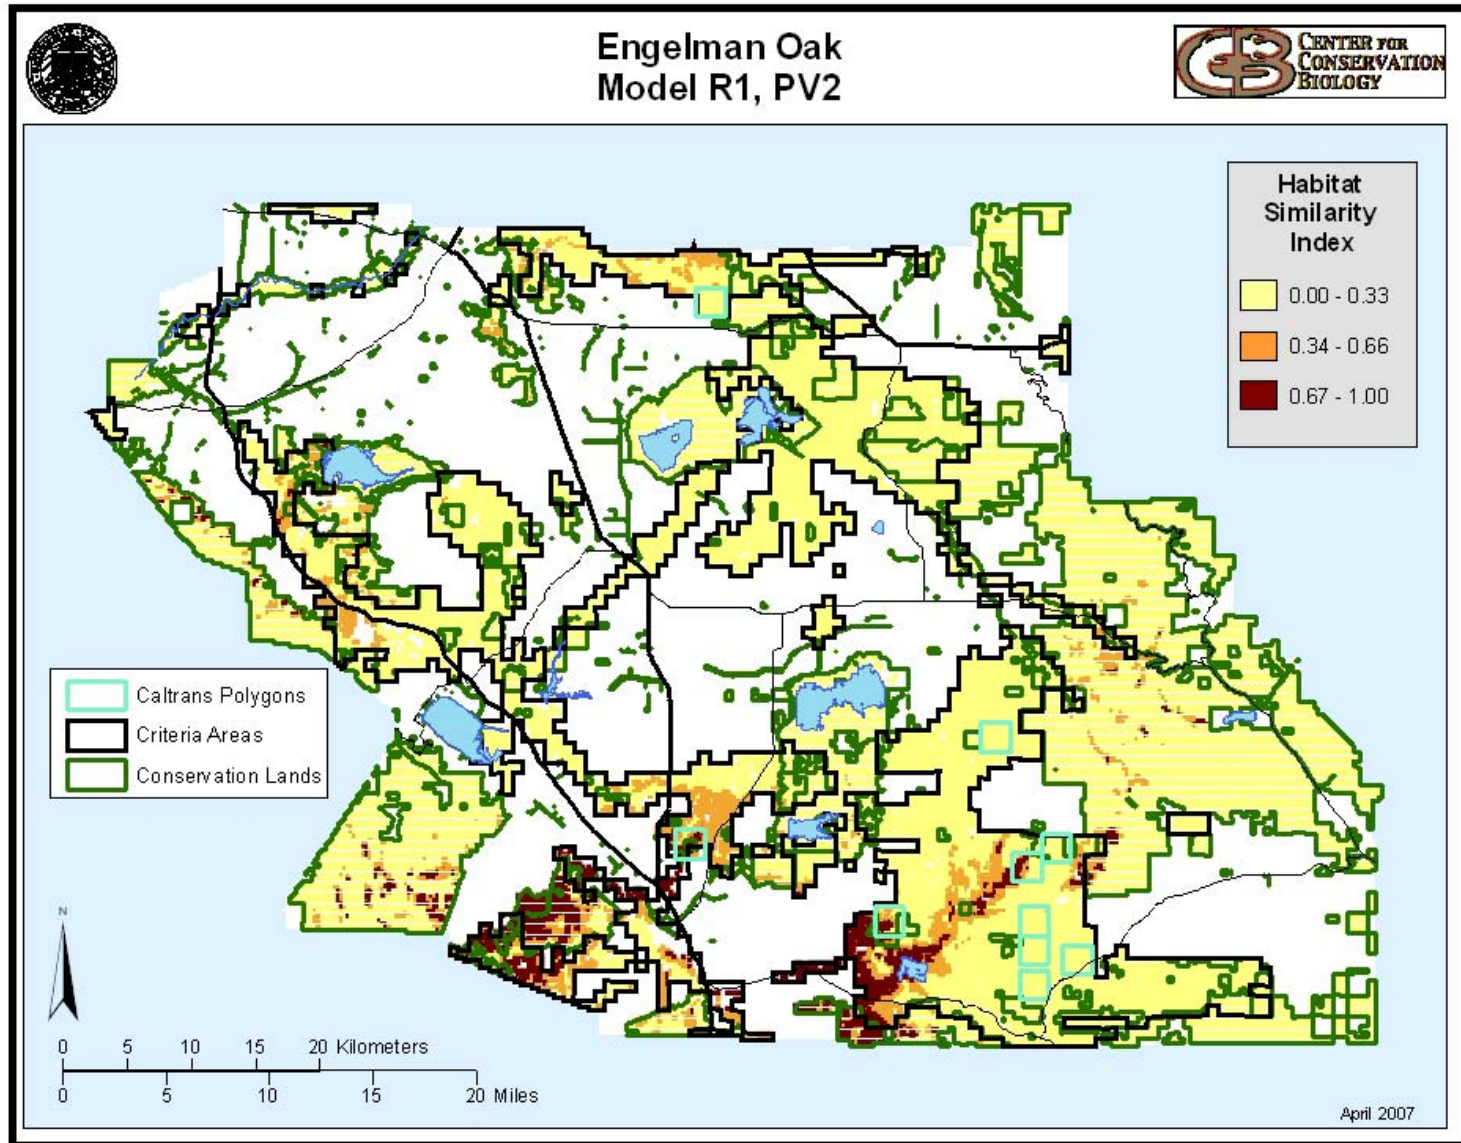 Engelman Oak
Model R1, PV2
CENTER FOR
CONSERVATION
BIOLOGY
Habitat
Similarity
Index
0.00 - 0.33
0.34 - 0.66
0.67 - 1.00
Caltrans Polygons
Criteria Areas
Conservation Lands
N
0 5 10 15 20 Kilometers
0 5 10 15 20 Miles
April 2007